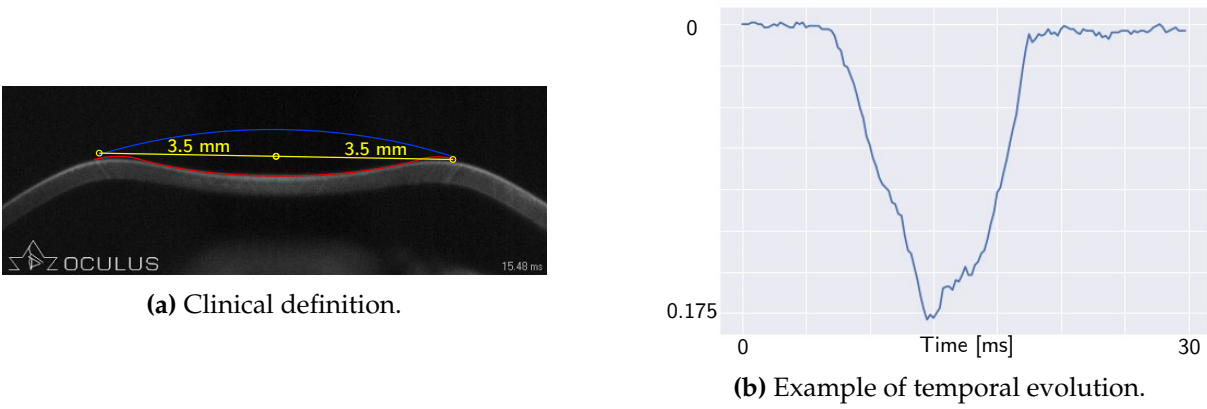 3.5 mm 3.5 mm
OCULUS
15.48 ms
(a) Clinical definition.
0
0.175
0 Time [ms] 30
(b) Example of temporal evolution.